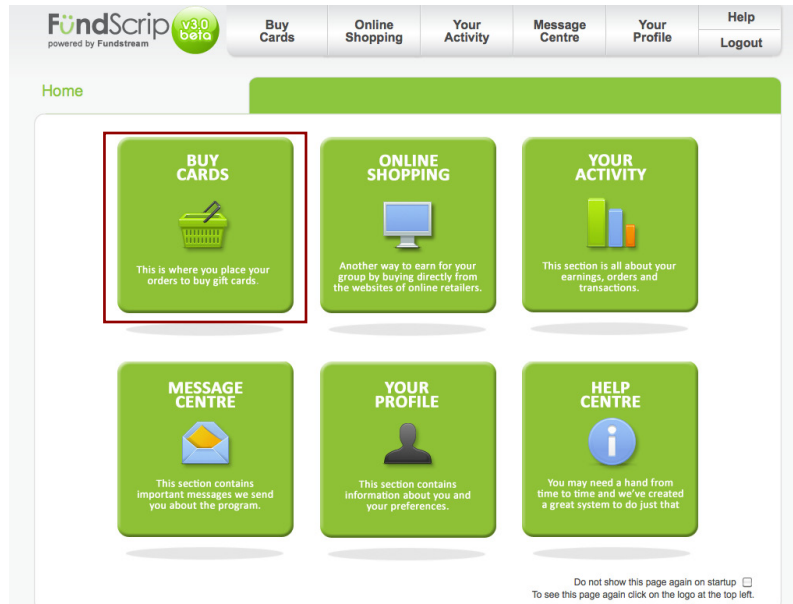 FündScrip v3.0 beta
powered by Fundstream
Buy Cards
Online Shopping
Your Activity
Message Centre
Your Profile
Help
Logout
Home
BUY
CARDS
This is where you place your
orders to buy gift cards.
ONLINE
SHOPPING
Another way to earn for your
group by buying directly from
the websites of online retailers.
YOUR
ACTIVITY
This section is all about your
earnings, orders and
transactions.
MESSAGE
CENTRE
This section contains
important messages we send
you about the program.
YOUR
PROFILE
This section contains
information about you and
your preferences.
HELP
CENTRE
You may need a hand from
time to time and we've created
a great system to do just that
Do not show this page again on startup
To see this page again click on the logo at the top left.